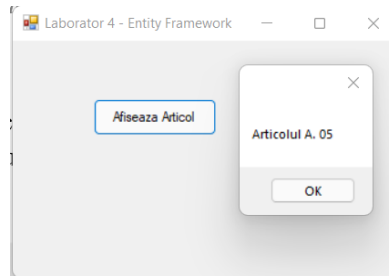 Laborator 4 - Entity Framework
Afiseaza Articol
Articolul A. 05
OK